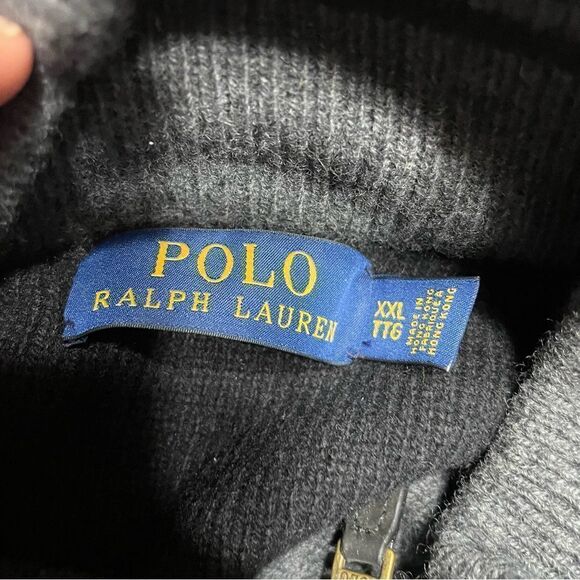 POLO
RALPH LAUREN
XXL
TTG
MADE IN
HONG KONG
FABRIQUÉ À
HONG KONG